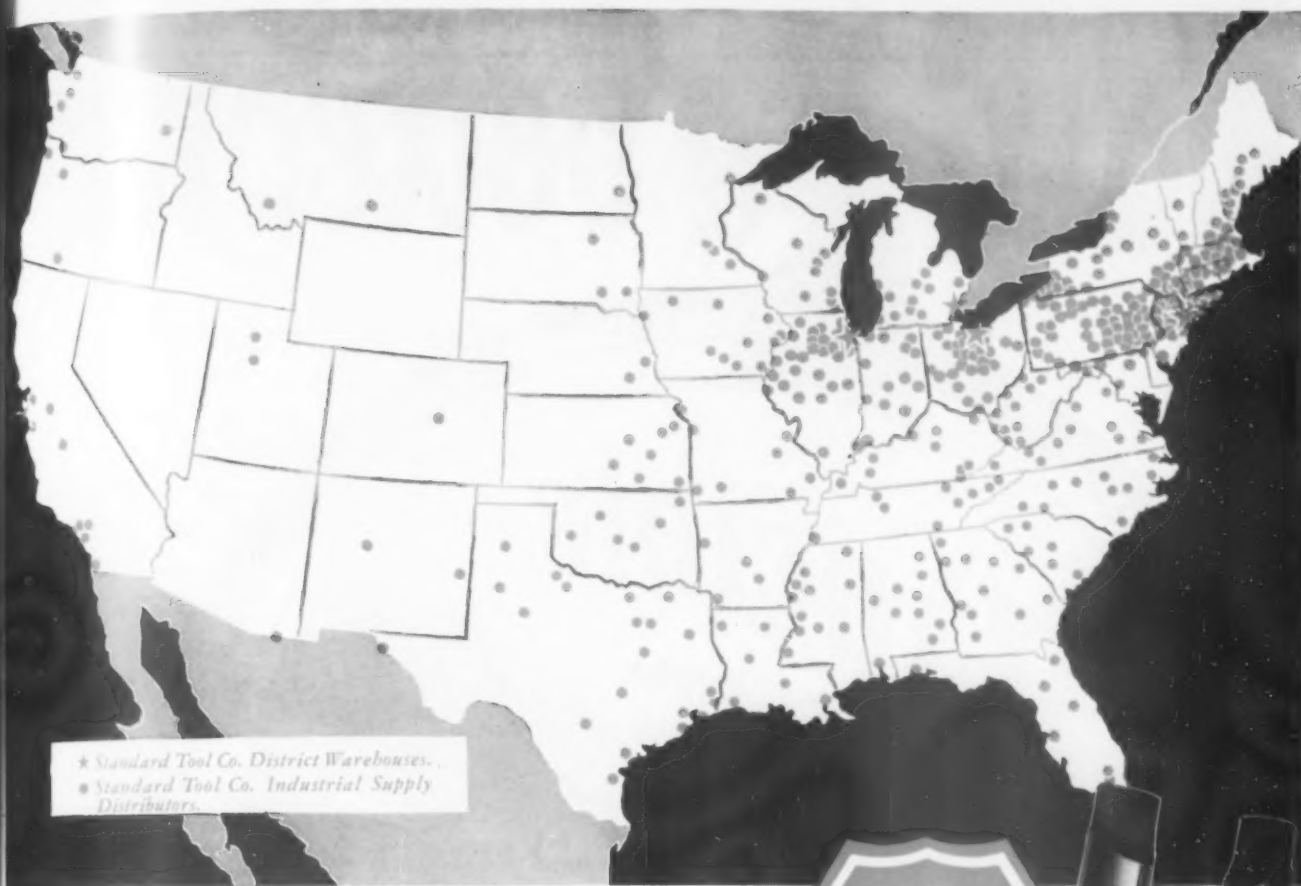 ★ Standard Tool Co. District Warehouses.
● Standard Tool Co. Industrial Supply
Distributors.